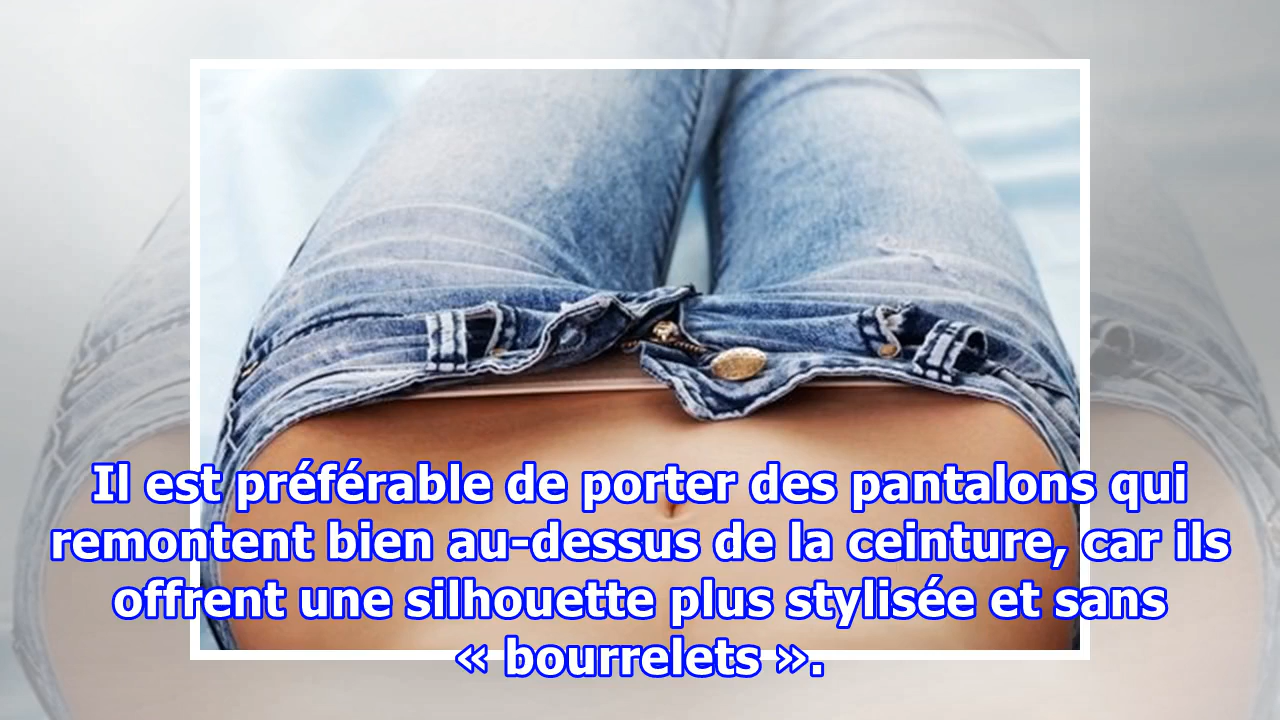 Il est préférable de porter des pantalons qui
remontent bien au-dessus de la ceinture, car ils
offrent une silhouette plus stylisée et sans
« bourrelets ».